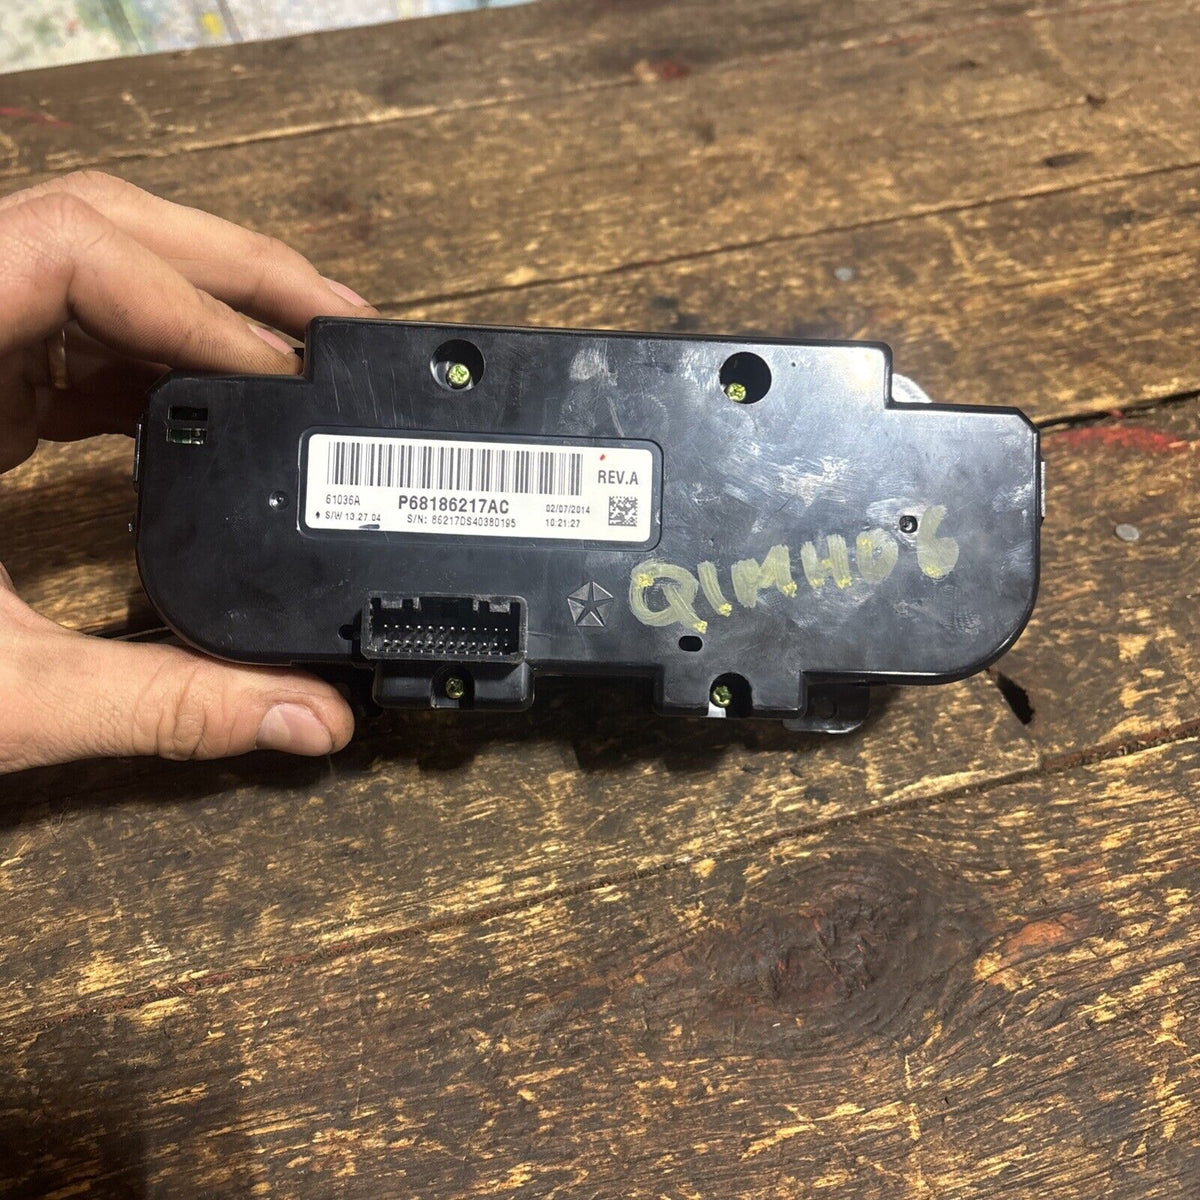 REV.A
61036A P68186217AC 02/07/2014
S/W 13.27.04 S/N: 86217DS40380195 10:21:27
Q1MH06